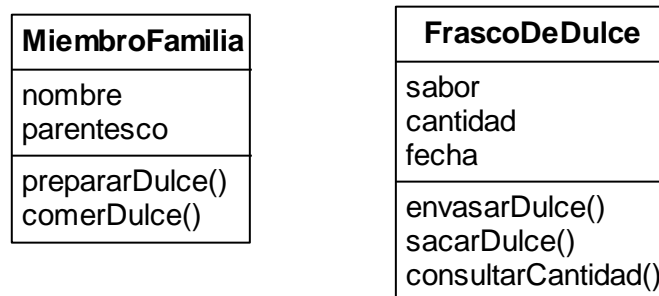 MiembroFamilia
nombre
parentesco
prepararDulce()
comerDulce()
FrascoDeDulce
sabor
cantidad
fecha
envasarDulce()
sacarDulce()
consultarCantidad()